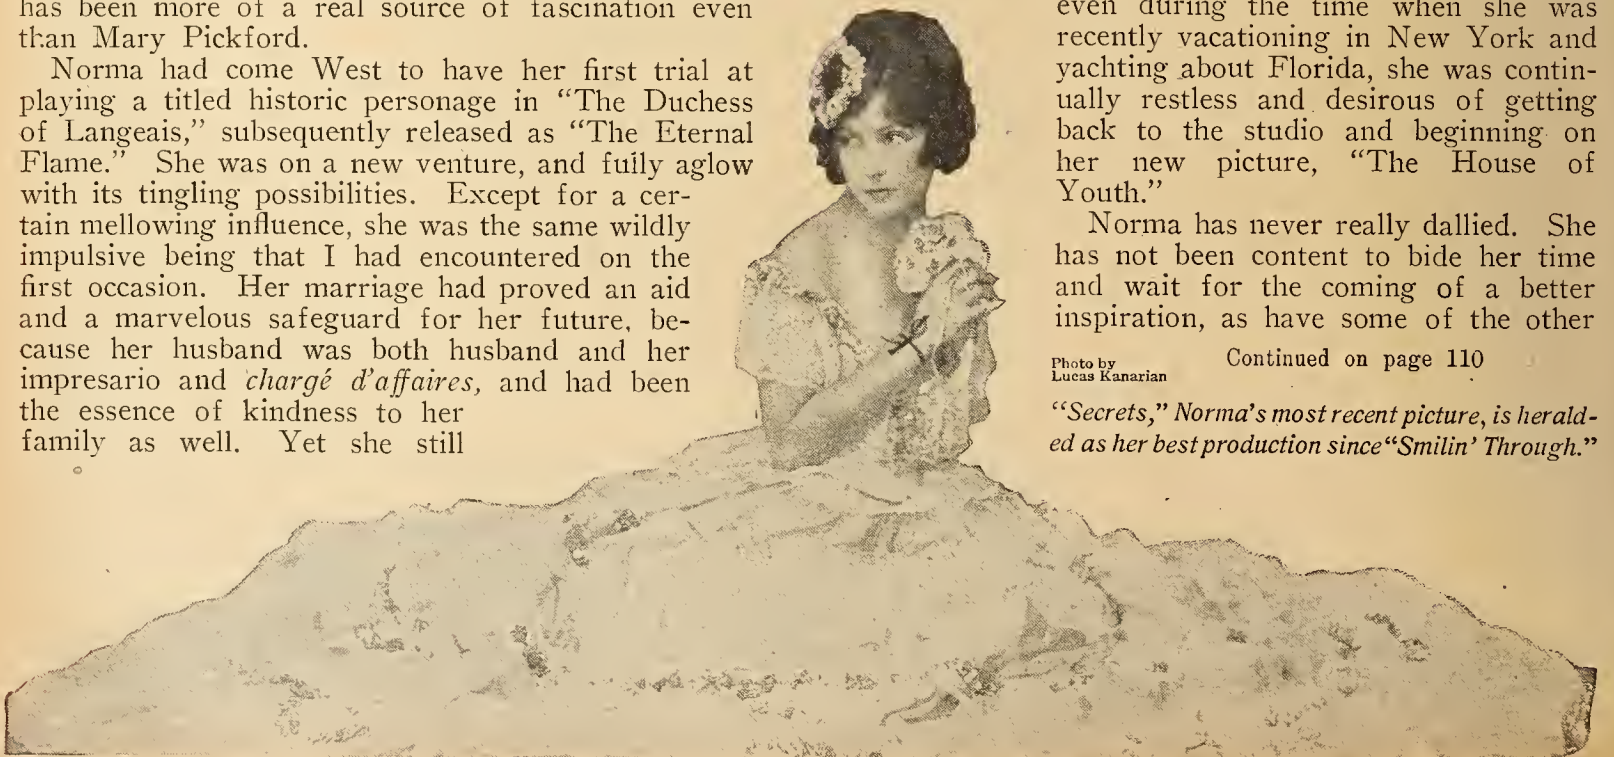 has been more of a real source of fascination even
than Mary Pickford.
Norma had come West to have her first trial at
playing a titled historic personage in “The Duchess
of Langeais,” subsequently released as “The Eternal
Flame.” She was on a new venture, and fully aglow
with its tingling possibilities. Except for a cer-
tain mellowing influence, she was the same wildly
impulsive being that I had encountered on the
first occasion. Her marriage had proved an aid
and a marvelous safeguard for her future, be-
cause her husband was both husband and her
impresario and chargé d’affaires, and had been
the essence of kindness to her
family as well. Yet she still
even during the time when she was
recently vacationing in New York and
yachting about Florida, she was contin-
ually restless and desirous of getting
back to the studio and beginning on
her new picture, “The House of
Youth.”
Norma has never really dallied. She
has not been content to bide her time
and wait for the coming of a better
inspiration, as have some of the other
Continued on page 110
Photo by
Lucas Kanarian
“Secrets,” Norma’s most recent picture, is herald-
ed as her best production since “Smilin’ Through.”